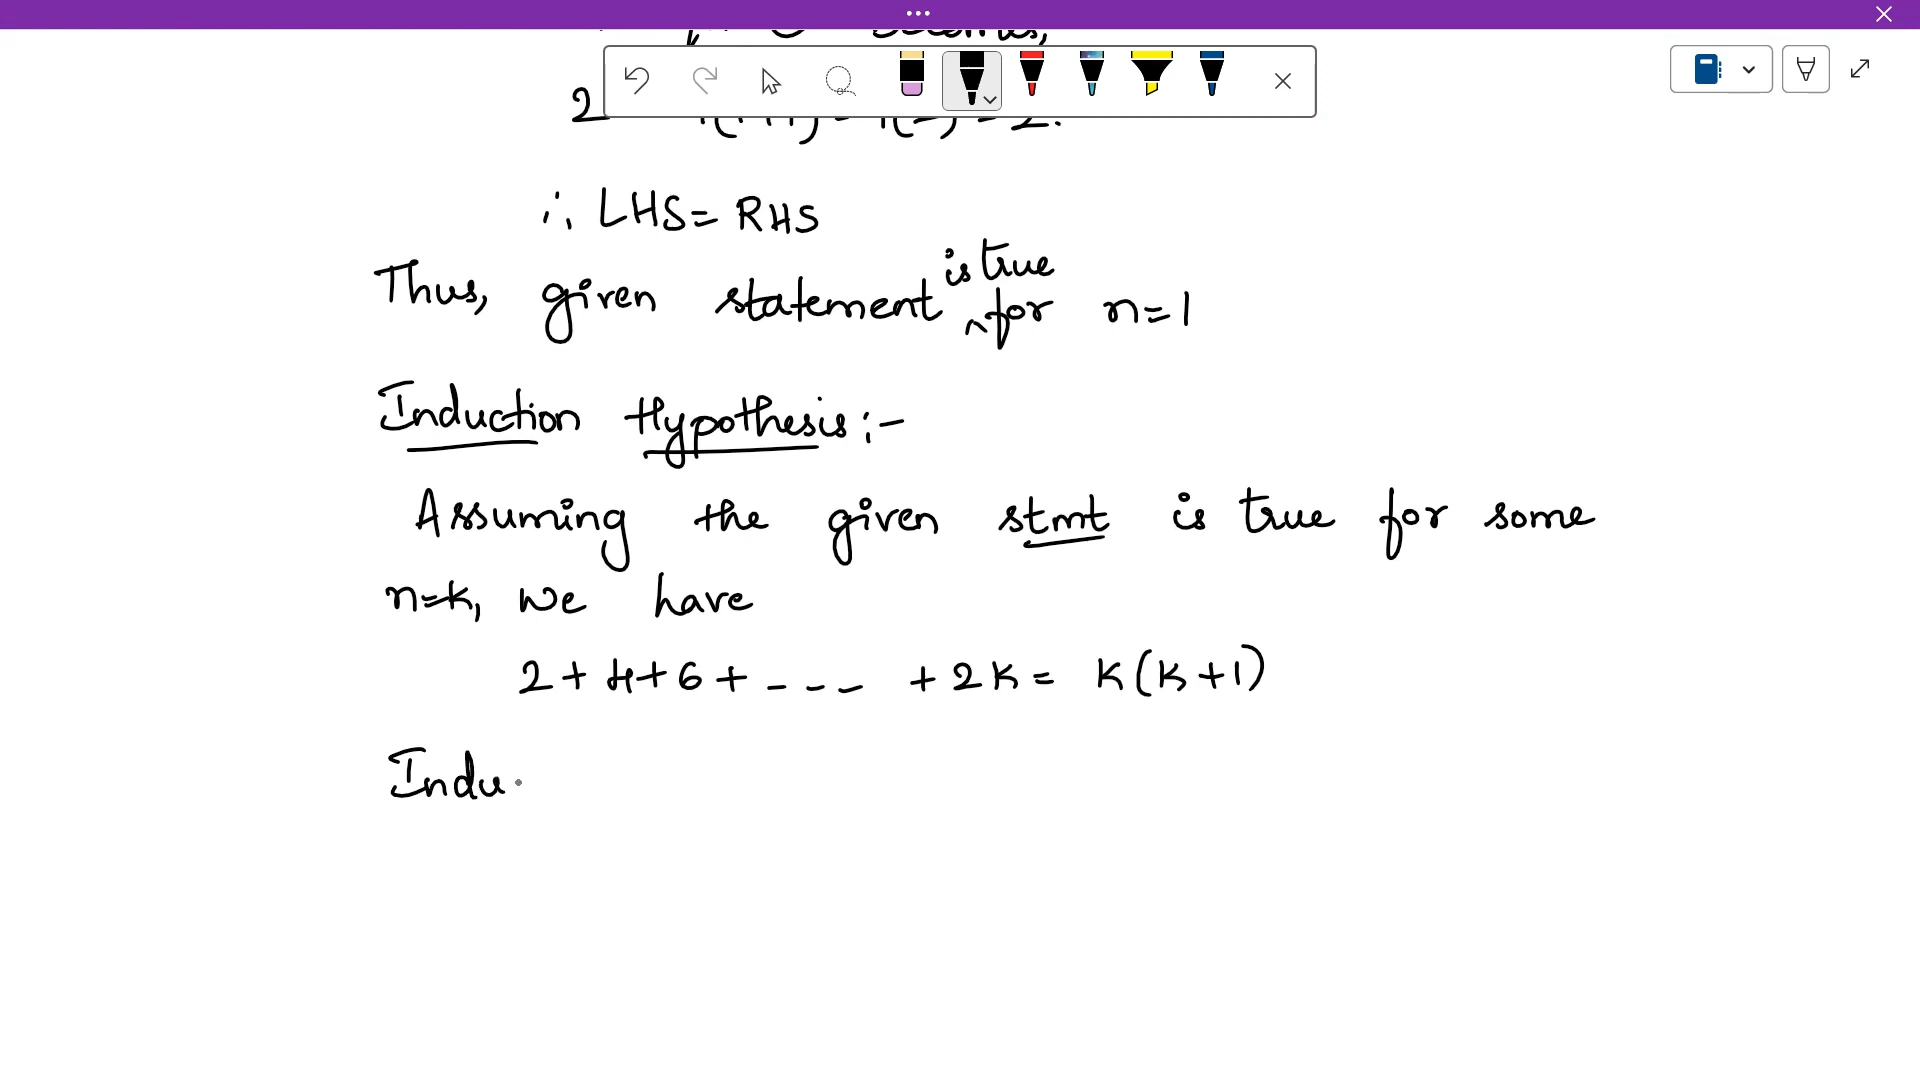 2
∴ LHS = RHS
Thus, given statement is true for n=1
Induction Hypothesis :-
Assuming the given stmt is true for some
n=k, we have
2+4+6+ --- +2k = k(k+1)
Indu